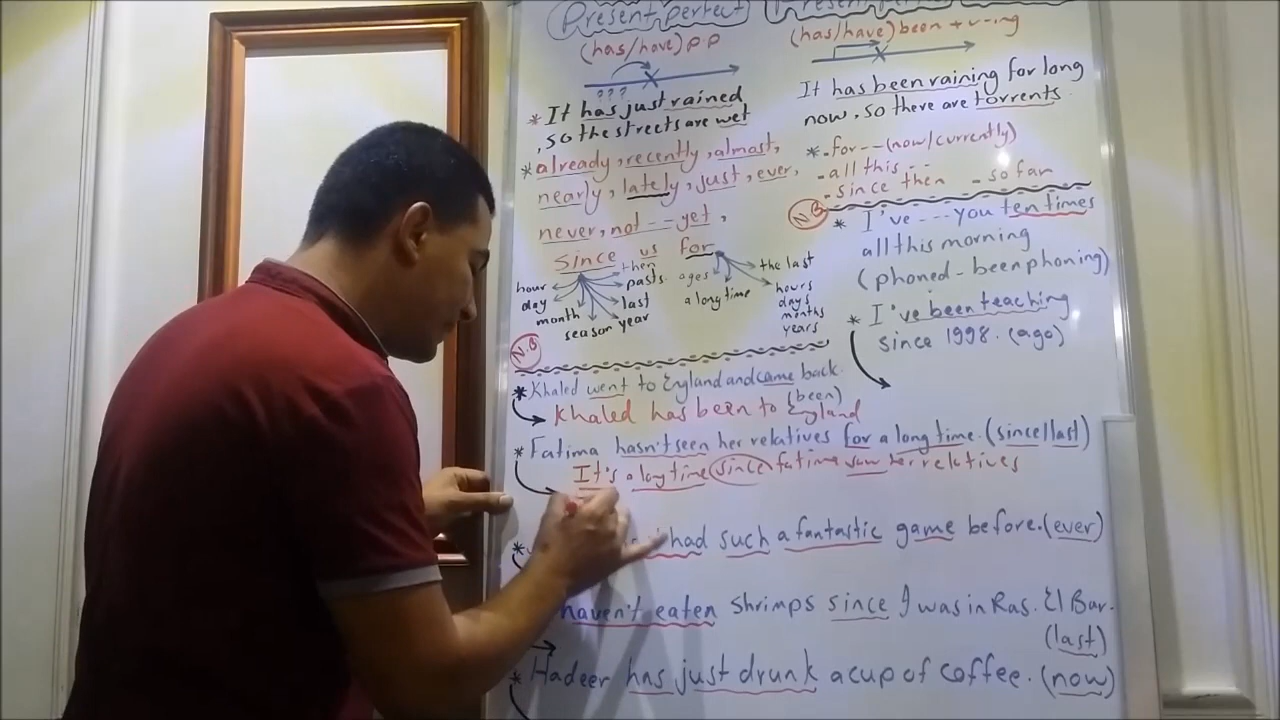 Present perfect
(has/have) p.p
? ? ?
* It has just rained
, so the streets are wet
* already, recently, almost,
nearly, lately, just, ever,
never, not --- yet,
Since us for
hour
day
month
season
year
last
pasts.
then
ages
a long time
the last
hours
days
months
years
N.B
* Khaled went to England and came back.
(been)
Khaled has been to England
* Fatima hasn't seen her relatives for a long time. (since/last)
It's a long time since fatima saw her relatives
had such a fantastic game before. (ever)
haven't eaten shrimps since I was in Ras. El Bar.
(last)
* Hadeer has just drunk a cup of coffee. (now)
(has/have) been + v-ing
It has been raining for long
now, so there are torrents.
* - for --- (now/currently)
- all this ---
- since then - so far
N.B
* I've --- you ten times
all this morning
(phoned - been phoning)
* I've been teaching
since 1998. (ago)